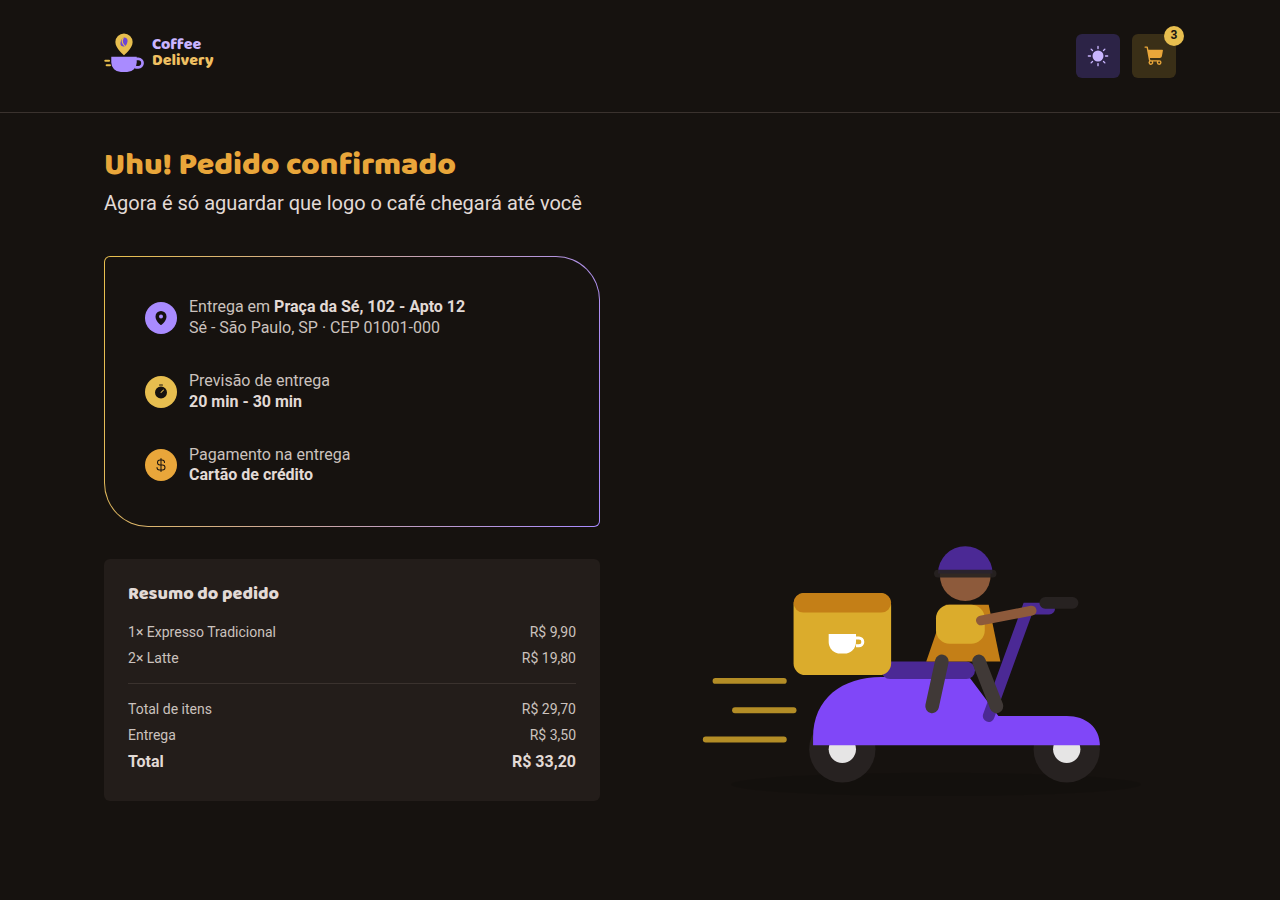 Coffee
Delivery
3
Uhu! Pedido confirmado
Agora é só aguardar que logo o café chegará até você
Entrega em Praça da Sé, 102 - Apto 12
Sé - São Paulo, SP · CEP 01001-000
Previsão de entrega
20 min - 30 min
Pagamento na entrega
Cartão de crédito
Resumo do pedido
1× Expresso Tradicional R$ 9,90
2× Latte R$ 19,80
Total de itens R$ 29,70
Entrega R$ 3,50
Total R$ 33,20